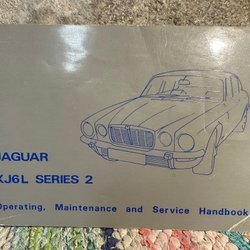 JAGUAR
XJ6L SERIES 2
Operating, Maintenance and Service Handbook